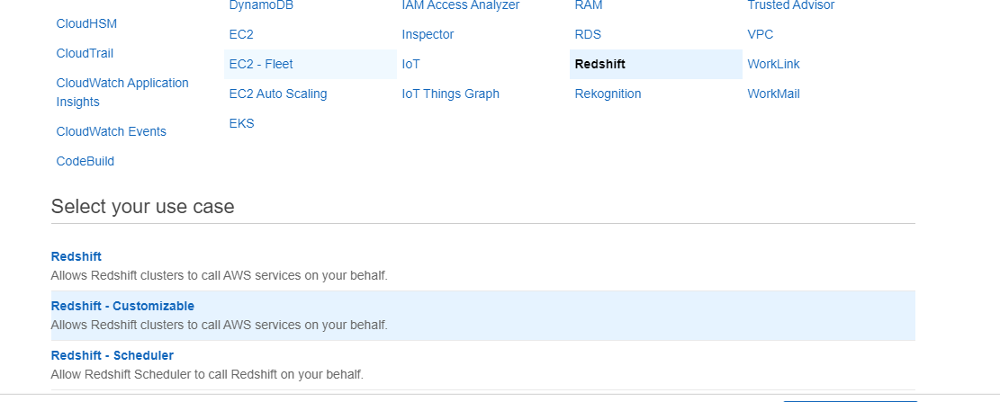 DynamoDB
IAM Access Analyzer
RAM
Trusted Advisor
CloudHSM
EC2
Inspector
RDS
VPC
CloudTrail
EC2 - Fleet
IoT
Redshift
WorkLink
CloudWatch Application
Insights
EC2 Auto Scaling
IoT Things Graph
Rekognition
WorkMail
CloudWatch Events
EKS
CodeBuild
Select your use case
Redshift
Allows Redshift clusters to call AWS services on your behalf.
Redshift - Customizable
Allows Redshift clusters to call AWS services on your behalf.
Redshift - Scheduler
Allow Redshift Scheduler to call Redshift on your behalf.